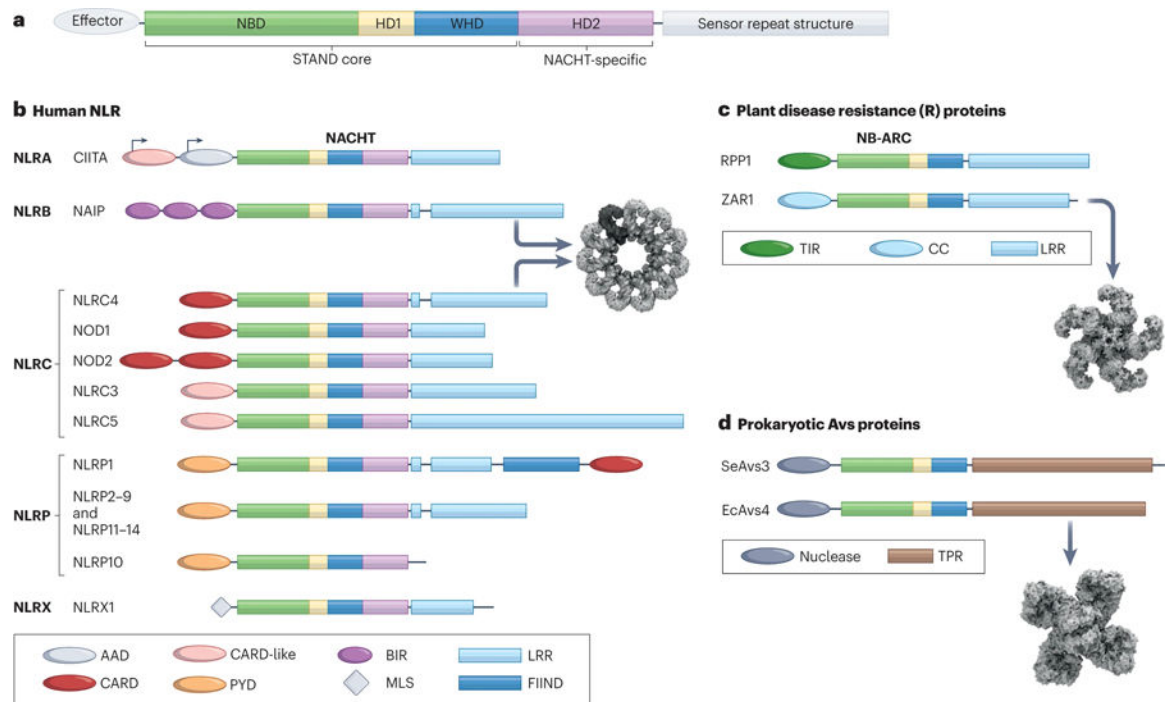 a
Effector NBD HD1 WHD HD2 Sensor repeat structure
STAND core NACHT-specific
b Human NLR
NACHT
NLRA CIITA
NLRB NAIP
NLRC
NLRC4
NOD1
NOD2
NLRC3
NLRC5
NLRP
NLRP1
NLRP2–9
and
NLRP11–14
NLRP10
NLRX NLRX1
AAD CARD-like BIR LRR
CARD PYD MLS FIIND
c Plant disease resistance (R) proteins
NB-ARC
RPP1
ZAR1
TIR CC LRR
d Prokaryotic Avs proteins
SeAvs3
EcAvs4
Nuclease TPR